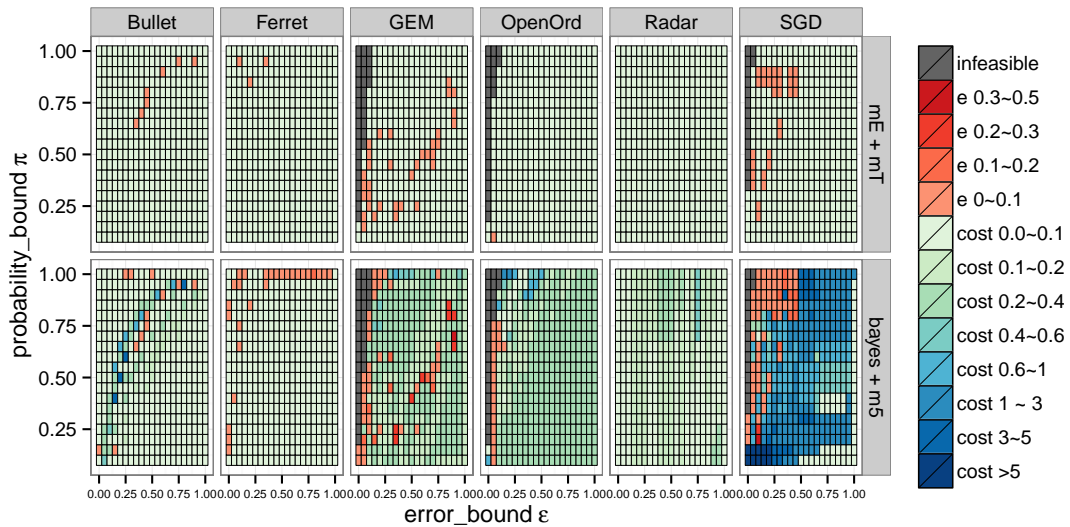 Bullet Ferret GEM OpenOrd Radar SGD
probability_bound π
1.00
0.75
0.50
0.25
mE + mT
1.00
0.75
0.50
0.25
bayes + m5
0.00 0.25 0.50 0.75 1.00 0.00 0.25 0.50 0.75 1.00 0.00 0.25 0.50 0.75 1.00 0.00 0.25 0.50 0.75 1.00 0.00 0.25 0.50 0.75 1.00 0.00 0.25 0.50 0.75 1.00
error_bound ε
infeasible
e 0.3~0.5
e 0.2~0.3
e 0.1~0.2
e 0~0.1
cost 0.0~0.1
cost 0.1~0.2
cost 0.2~0.4
cost 0.4~0.6
cost 0.6~1
cost 1 ~ 3
cost 3~5
cost >5